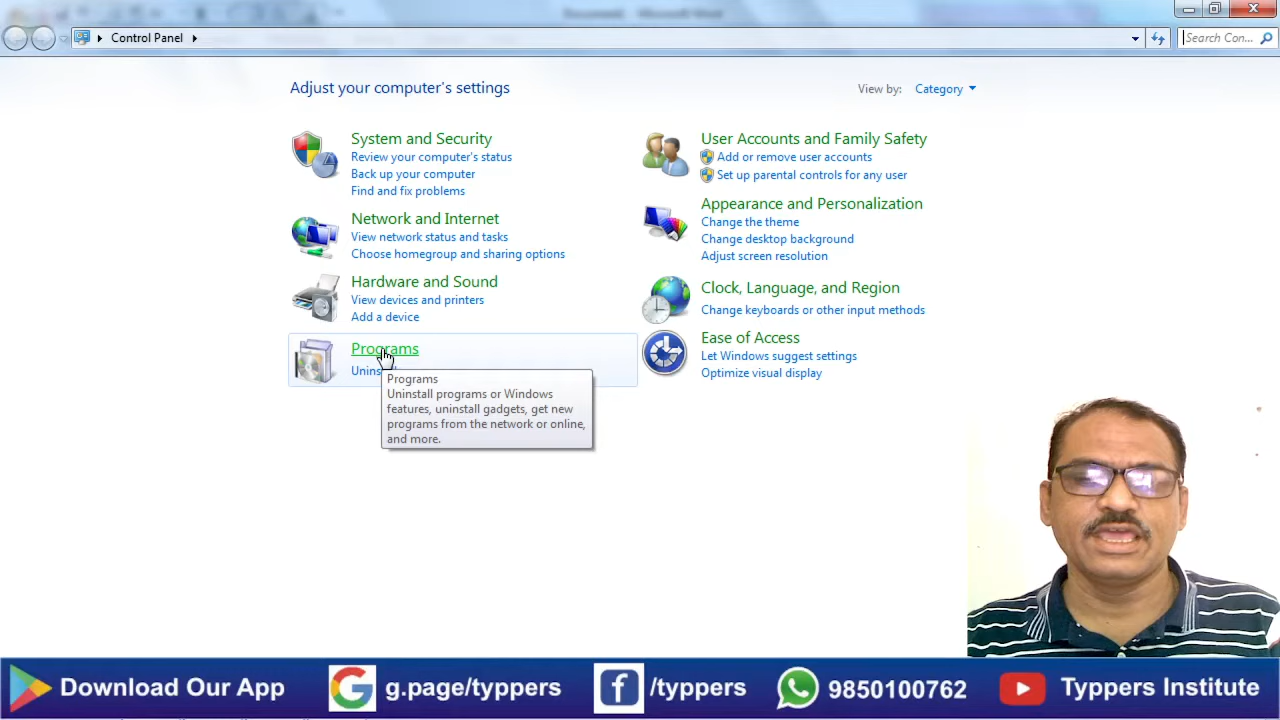 Control Panel
Search Con...
Adjust your computer's settings
View by: Category
System and Security
Review your computer's status
Back up your computer
Find and fix problems
Network and Internet
View network status and tasks
Choose homegroup and sharing options
Hardware and Sound
View devices and printers
Add a device
Programs
Programs
Uninstall programs or Windows
features, uninstall gadgets, get new
programs from the network or online,
and more.
User Accounts and Family Safety
Add or remove user accounts
Set up parental controls for any user
Appearance and Personalization
Change the theme
Change desktop background
Adjust screen resolution
Clock, Language, and Region
Change keyboards or other input methods
Ease of Access
Let Windows suggest settings
Optimize visual display
Download Our App
g.page/typpers
/typpers
9850100762
Typpers Institute